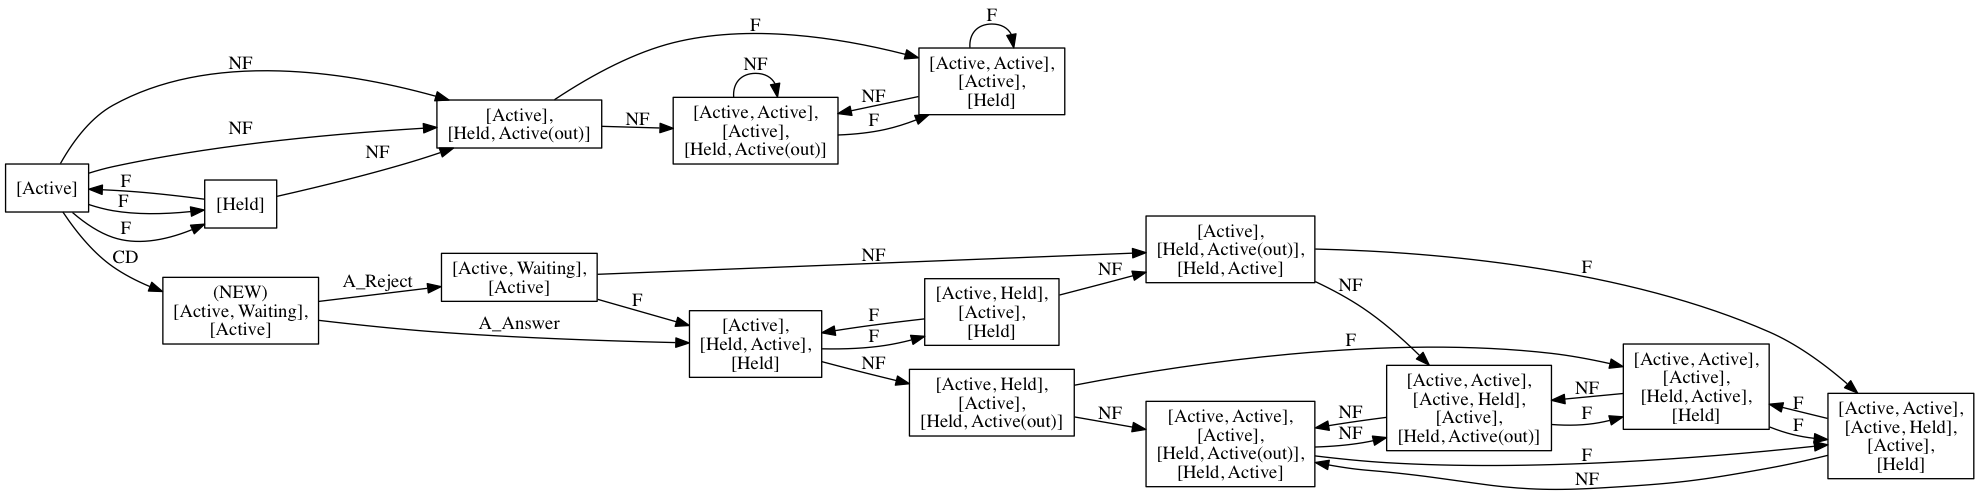 F
F
[Active, Active],
[Active],
[Held]
NF
NF
[Active, Active],
[Active],
[Held, Active(out)]
NF
F
[Active],
[Held, Active(out)]
NF
NF
NF
[Active]
F
F
F
[Held]
CD
(NEW)
[Active, Waiting],
[Active]
A_Reject
A_Answer
[Active, Waiting],
[Active]
NF
F
[Active],
[Held, Active],
[Held]
F
F
NF
[Active, Held],
[Active],
[Held]
NF
[Active],
[Held, Active(out)],
[Held, Active]
F
NF
[Active, Held],
[Active],
[Held, Active(out)]
F
NF
[Active, Active],
[Active],
[Held, Active(out)],
[Held, Active]
NF
NF
F
NF
[Active, Active],
[Active, Held],
[Active],
[Held, Active(out)]
NF
F
[Active, Active],
[Active],
[Held, Active],
[Held]
F
F
[Active, Active],
[Active, Held],
[Active],
[Held]